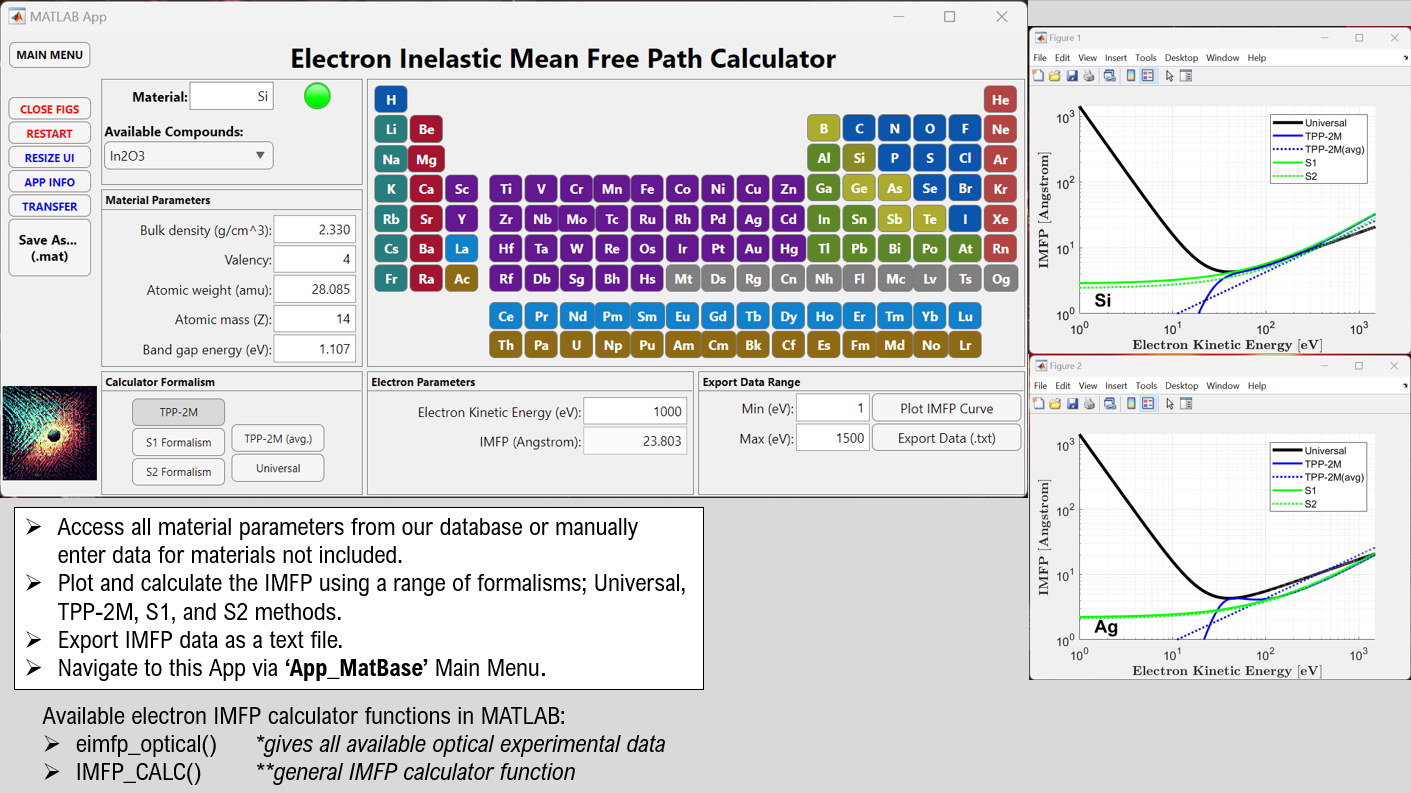 MATLAB App
MAIN MENU
Electron Inelastic Mean Free Path Calculator
CLOSE FIGS
RESTART
RESIZE UI
APP INFO
TRANSFER
Save As...
(.mat)
Material: Si
Available Compounds:
In2O3
Material Parameters
Bulk density (g/cm^3): 2.330
Valency: 4
Atomic weight (amu): 28.085
Atomic mass (Z): 14
Band gap energy (eV): 1.107
H He
Li Be B C N O F Ne
Na Mg Al Si P S Cl Ar
K Ca Sc Ti V Cr Mn Fe Co Ni Cu Zn Ga Ge As Se Br Kr
Rb Sr Y Zr Nb Mo Tc Ru Rh Pd Ag Cd In Sn Sb Te I Xe
Cs Ba La Hf Ta W Re Os Ir Pt Au Hg Tl Pb Bi Po At Rn
Fr Ra Ac Rf Db Sg Bh Hs Mt Ds Rg Cn Nh Fl Mc Lv Ts Og
Ce Pr Nd Pm Sm Eu Gd Tb Dy Ho Er Tm Yb Lu
Th Pa U Np Pu Am Cm Bk Cf Es Fm Md No Lr
Calculator Formalism
TPP-2M
S1 Formalism
S2 Formalism
TPP-2M (avg.)
Universal
Electron Parameters
Electron Kinetic Energy (eV): 1000
IMFP (Angstrom): 23.803
Export Data Range
Min (eV): 1 Plot IMFP Curve
Max (eV): 1500 Export Data (.txt)
Figure 1
File Edit View Insert Tools Desktop Window Help
Universal
TPP-2M
TPP-2M(avg)
S1
S2
10^3
10^2
10^1
10^0
IMFP [Angstrom]
Si
10^0 10^1 10^2 10^3
Electron Kinetic Energy [eV]
Figure 2
File Edit View Insert Tools Desktop Window Help
Universal
TPP-2M
TPP-2M(avg)
S1
S2
10^3
10^2
10^1
10^0
IMFP [Angstrom]
Ag
10^0 10^1 10^2 10^3
Electron Kinetic Energy [eV]
➢ Access all material parameters from our database or manually
enter data for materials not included.
➢ Plot and calculate the IMFP using a range of formalisms; Universal,
TPP-2M, S1, and S2 methods.
➢ Export IMFP data as a text file.
➢ Navigate to this App via ‘App_MatBase’ Main Menu.
Available electron IMFP calculator functions in MATLAB:
➢ eimfp_optical() *gives all available optical experimental data
➢ IMFP_CALC() **general IMFP calculator function